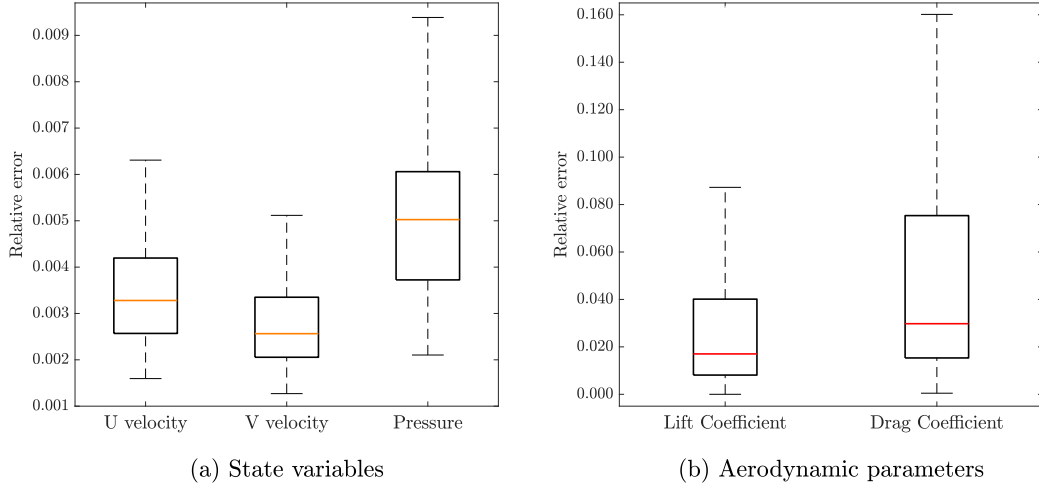 Relative error
0.009
0.008
0.007
0.006
0.005
0.004
0.003
0.002
0.001
U velocity
V velocity
Pressure
(a) State variables
Relative error
0.160
0.140
0.120
0.100
0.080
0.060
0.040
0.020
0.000
Lift Coefficient
Drag Coefficient
(b) Aerodynamic parameters